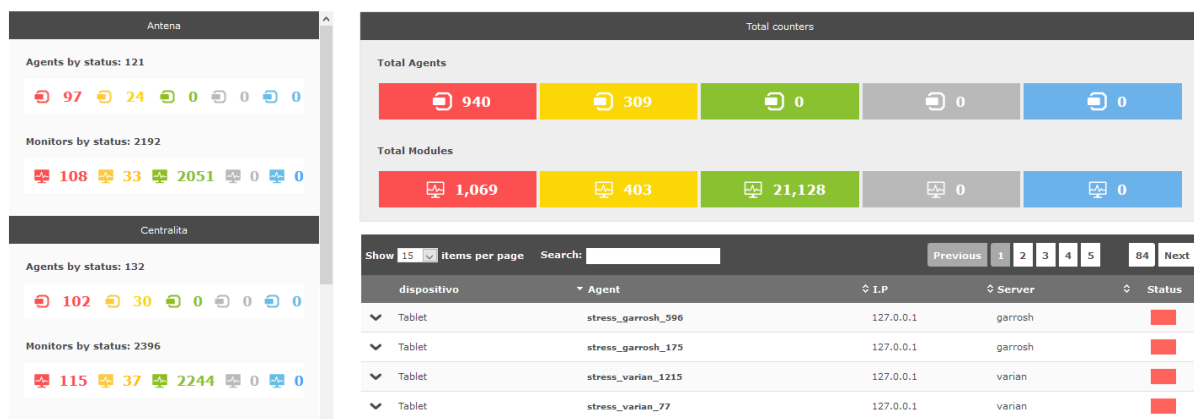 Antena
Agents by status: 121
97 24 0 0 0
Monitors by status: 2192
108 33 2051 0 0
Centralita
Agents by status: 132
102 30 0 0 0
Monitors by status: 2396
115 37 2244 0 0
Total counters
Total Agents
940 309 0 0 0
Total Modules
1,069 403 21,128 0 0
Show 15 items per page Search: Previous 1 2 3 4 5 84 Next
dispositivo Agent I.P Server Status
Tablet stress_garrosh_596 127.0.0.1 garrosh
Tablet stress_garrosh_175 127.0.0.1 garrosh
Tablet stress_varian_1215 127.0.0.1 varian
Tablet stress_varian_77 127.0.0.1 varian